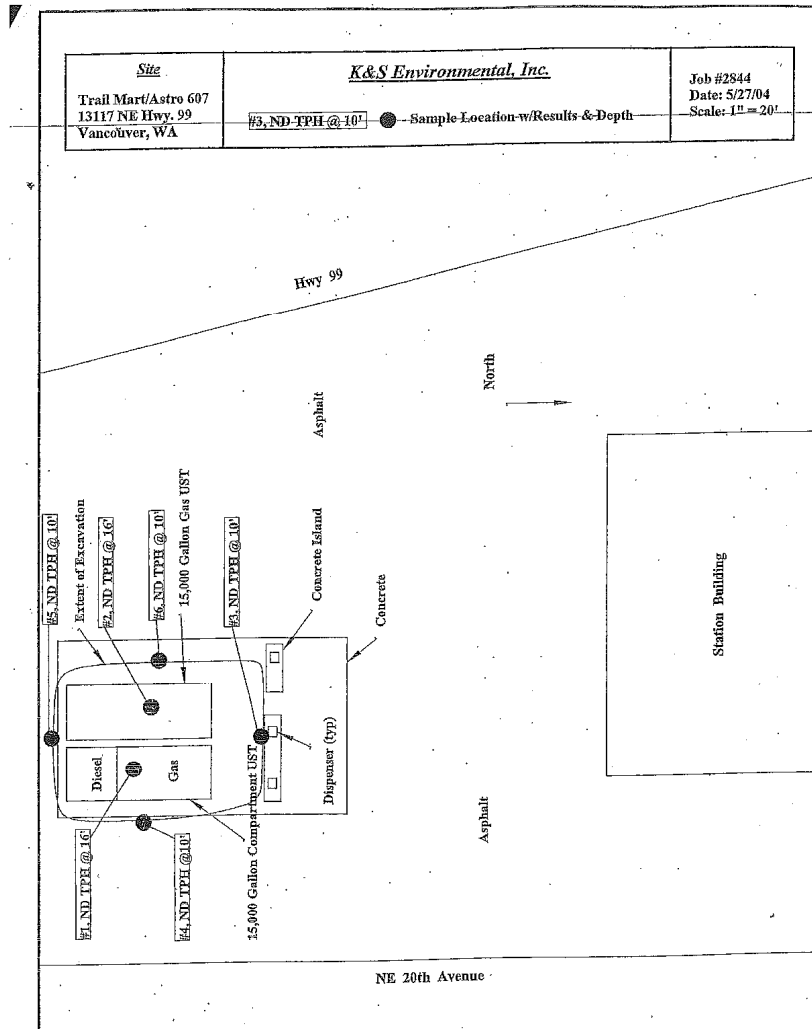 Site
Trail Mart/Astro 607
13117 NE Hwy. 99
Vancouver, WA
K&S Environmental, Inc.
#3, ND TPH @ 10' Sample Location w/Results & Depth
Job #2844
Date: 5/27/04
Scale: 1" = 20'
Hwy 99
North
Asphalt
#5, ND TPH @ 10'
Extent of Excavation
#2, ND TPH @ 16'
#6, ND TPH @ 10'
15,000 Gallon Gas UST
#3, ND TPH @ 10'
Concrete Island
Concrete
Diesel
Gas
Dispenser (typ)
#1, ND TPH @ 16'
#4, ND TPH @10'
15,000 Gallon Compartment UST
Asphalt
Station Building
NE 20th Avenue